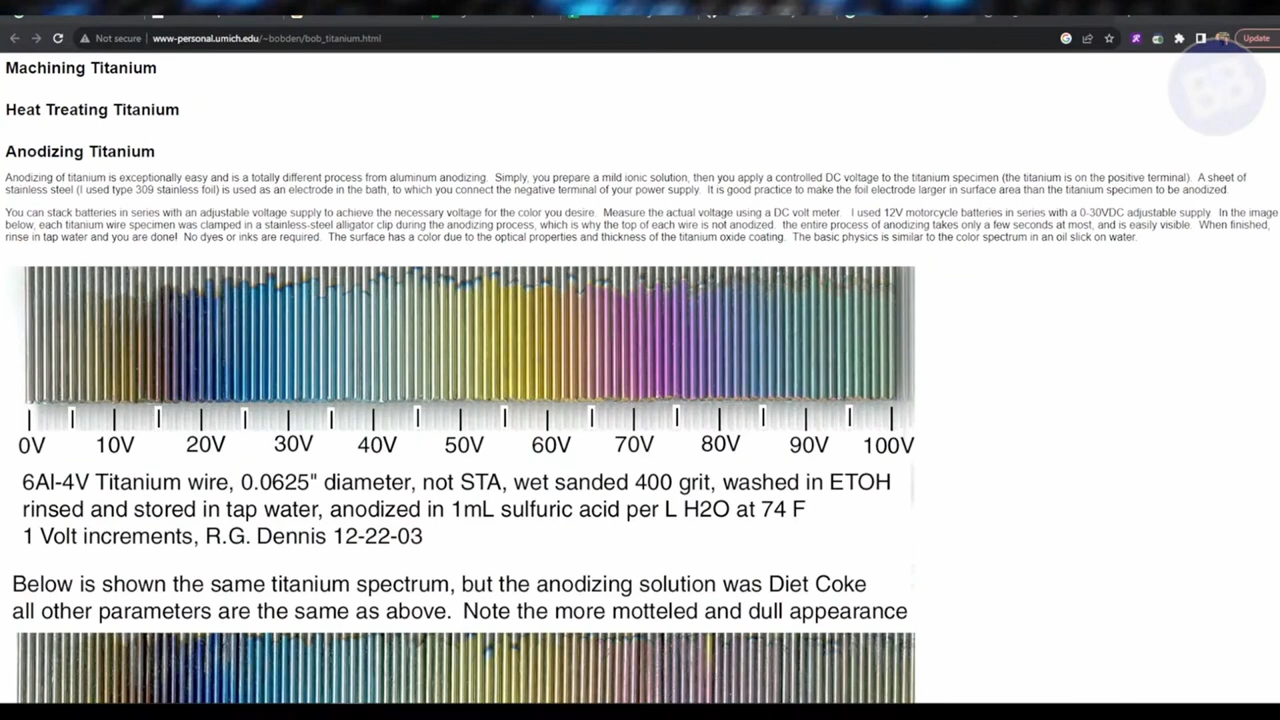 Not secure www-personal.umich.edu/~bobden/bob_titanium.html Update
Machining Titanium
Heat Treating Titanium
Anodizing Titanium
Anodizing of titanium is exceptionally easy and is a totally different process from aluminum anodizing. Simply, you prepare a mild ionic solution, then you apply a controlled DC voltage to the titanium specimen (the titanium is on the positive terminal). A sheet of
stainless steel (I used type 309 stainless foil) is used as an electrode in the bath, to which you connect the negative terminal of your power supply. It is good practice to make the foil electrode larger in surface area than the titanium specimen to be anodized.
You can stack batteries in series with an adjustable voltage supply to achieve the necessary voltage for the color you desire. Measure the actual voltage using a DC volt meter. I used 12V motorcycle batteries in series with a 0-30VDC adjustable supply. In the image
below, each titanium wire specimen was clamped in a stainless-steel alligator clip during the anodizing process, which is why the top of each wire is not anodized. the entire process of anodizing takes only a few seconds at most, and is easily visible. When finished,
rinse in tap water and you are done! No dyes or inks are required. The surface has a color due to the optical properties and thickness of the titanium oxide coating. The basic physics is similar to the color spectrum in an oil slick on water.
0V 10V 20V 30V 40V 50V 60V 70V 80V 90V 100V
6Al-4V Titanium wire, 0.0625" diameter, not STA, wet sanded 400 grit, washed in ETOH
rinsed and stored in tap water, anodized in 1mL sulfuric acid per L H2O at 74 F
1 Volt increments, R.G. Dennis 12-22-03
Below is shown the same titanium spectrum, but the anodizing solution was Diet Coke
all other parameters are the same as above. Note the more motteled and dull appearance